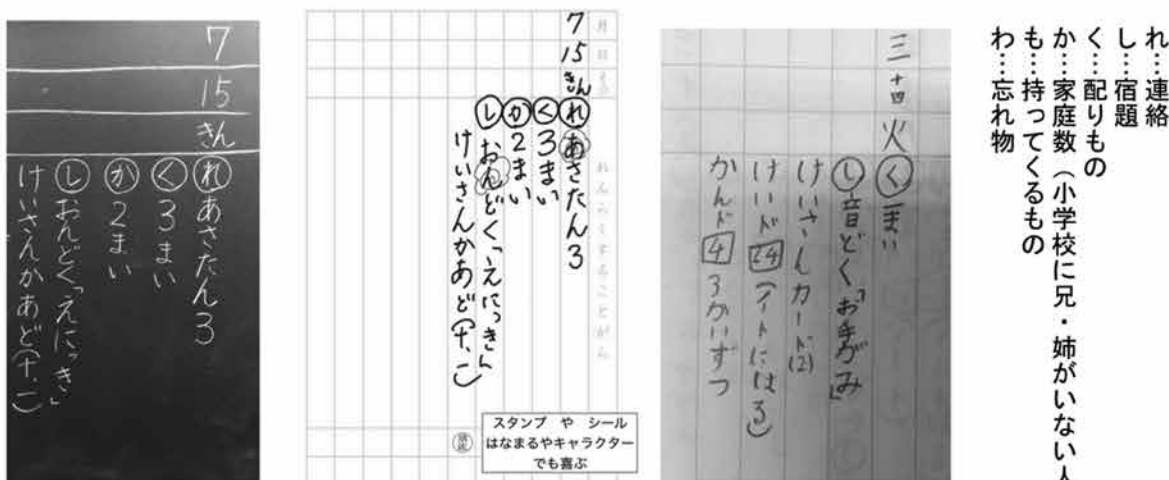 れ…連絡
し…宿題
く…配りもの
か…家庭数（小学校に兄・姉がいない人
も…持ってくるもの
わ…忘れ物
三 十四 火 く まい
し 音どく「お手がみ」
けいさんカード(2)
けいド 24 (ノートにはる)
かんド 4 3かいずつ
月 日 れんらくすることがら
7 15 きん れ あさたん3
く 3まい
か 2まい
し おんどく「えにっき」
けいさんかあど(+、-)
スタンプ や シール
はなまるやキャラクター
でも喜ぶ
7 15 きん れ あさたん3
く 3まい
か 2まい
し おんどく「えにっき」
けいさんかあど(+、-)